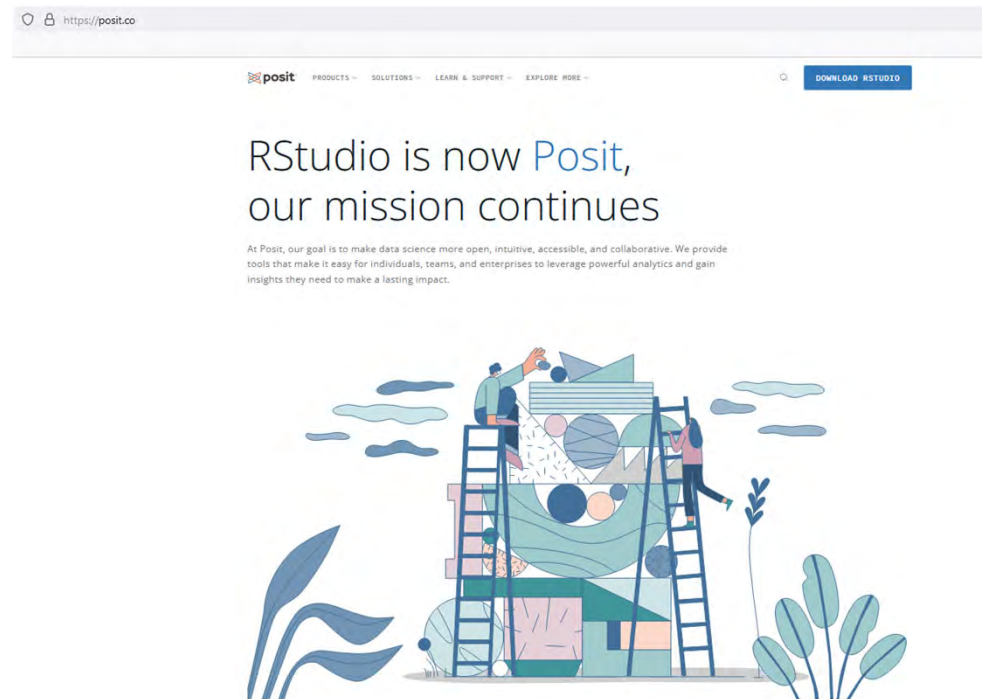 https://posit.co
posit PRODUCTS SOLUTIONS LEARN & SUPPORT EXPLORE MORE DOWNLOAD RSTUDIO
RStudio is now Posit,
our mission continues
At Posit, our goal is to make data science more open, intuitive, accessible, and collaborative. We provide
tools that make it easy for individuals, teams, and enterprises to leverage powerful analytics and gain
insights they need to make a lasting impact.